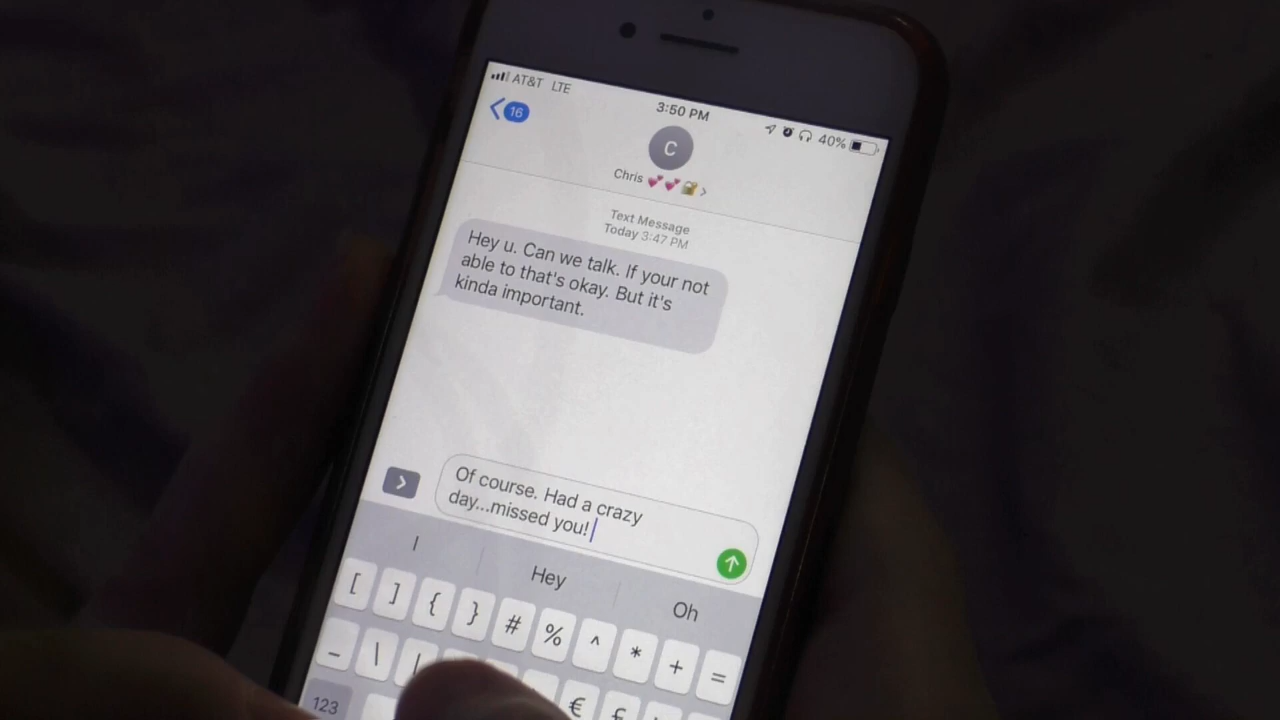 AT&T LTE 3:50 PM 40%
16
C
Chris 💕💕🔐 >
Text Message
Today 3:47 PM
Hey u. Can we talk. If your not
able to that's okay. But it's
kinda important.
Of course. Had a crazy
day...missed you!
I Hey Oh
[ ] { } # % ^ * + =
_ \ | € £
123